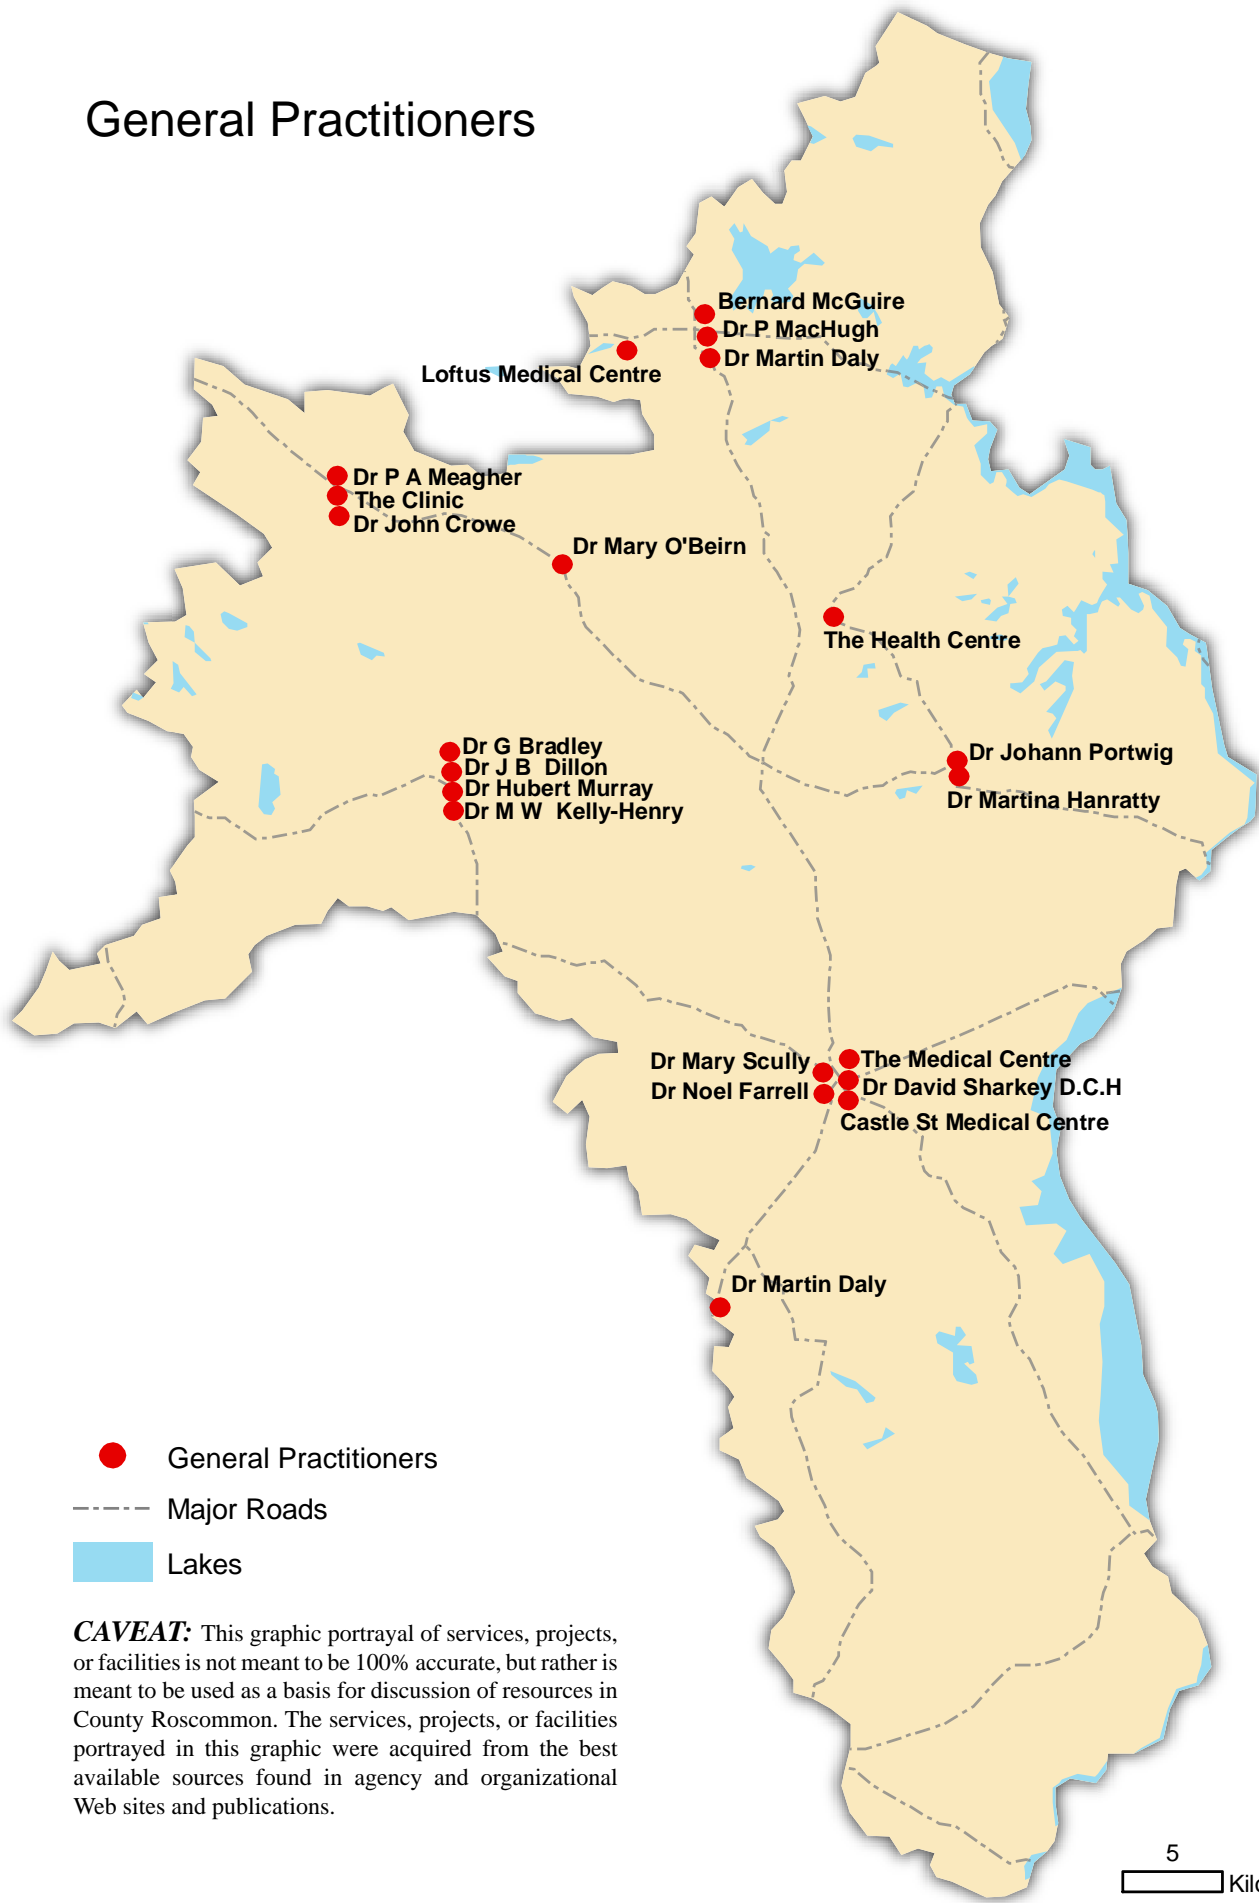 General Practitioners
Bernard McGuire
Dr P MacHugh
Dr Martin Daly
Loftus Medical Centre
Dr P A Meagher
The Clinic
Dr John Crowe
Dr Mary O'Beirn
The Health Centre
Dr G Bradley
Dr J B Dillon
Dr Hubert Murray
Dr M W Kelly-Henry
Dr Johann Portwig
Dr Martina Hanratty
Dr Mary Scully
The Medical Centre
Dr Noel Farrell
Dr David Sharkey D.C.H
Castle St Medical Centre
Dr Martin Daly
General Practitioners
Major Roads
Lakes
CAVEAT: This graphic portrayal of services, projects,
or facilities is not meant to be 100% accurate, but rather is
meant to be used as a basis for discussion of resources in
County Roscommon. The services, projects, or facilities
portrayed in this graphic were acquired from the best
available sources found in agency and organizational
Web sites and publications.
5
Kilo